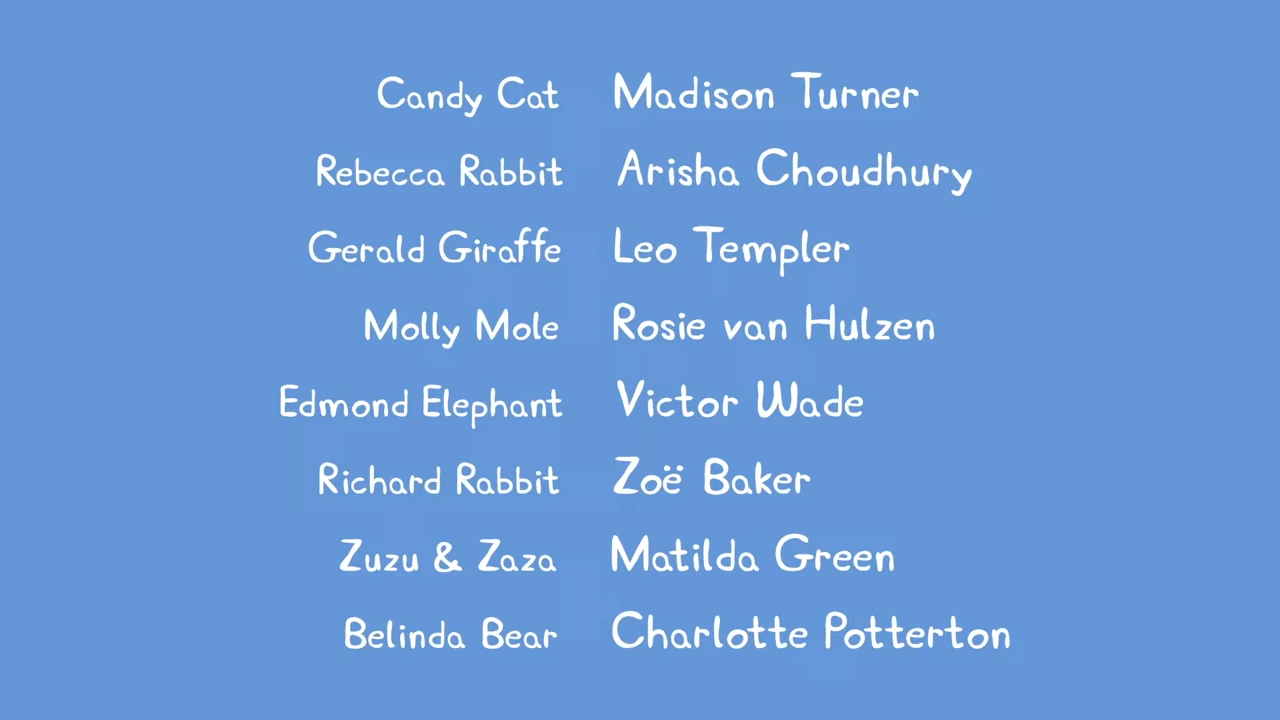 Candy Cat Madison Turner
Rebecca Rabbit Arisha Choudhury
Gerald Giraffe Leo Templer
Molly Mole Rosie van Hulzen
Edmond Elephant Victor Wade
Richard Rabbit Zoë Baker
Zuzu & Zaza Matilda Green
Belinda Bear Charlotte Potterton